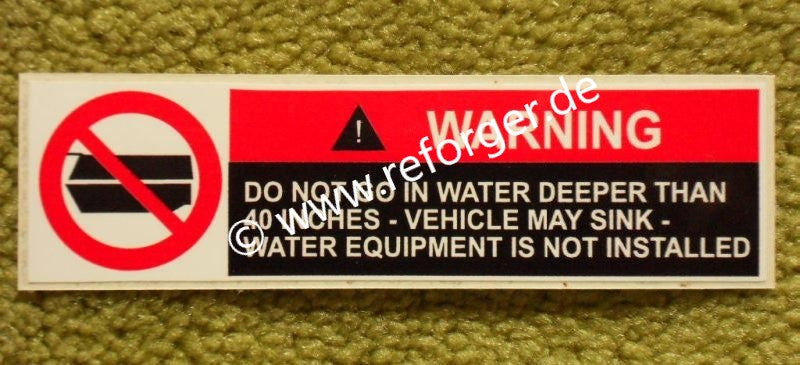 ! WARNING
DO NOT GO IN WATER DEEPER THAN
40 INCHES - VEHICLE MAY SINK -
WATER EQUIPMENT IS NOT INSTALLED
© www.reforger.de